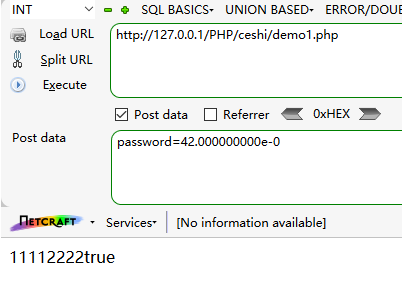 INT SQL BASICS UNION BASED ERROR/DOUE
Load URL http://127.0.0.1/PHP/ceshi/demo1.php
Split URL
Execute
Post data Referrer 0xHEX
Post data password=42.000000000e-0
NETCRAFT Services [No information available]
11112222true